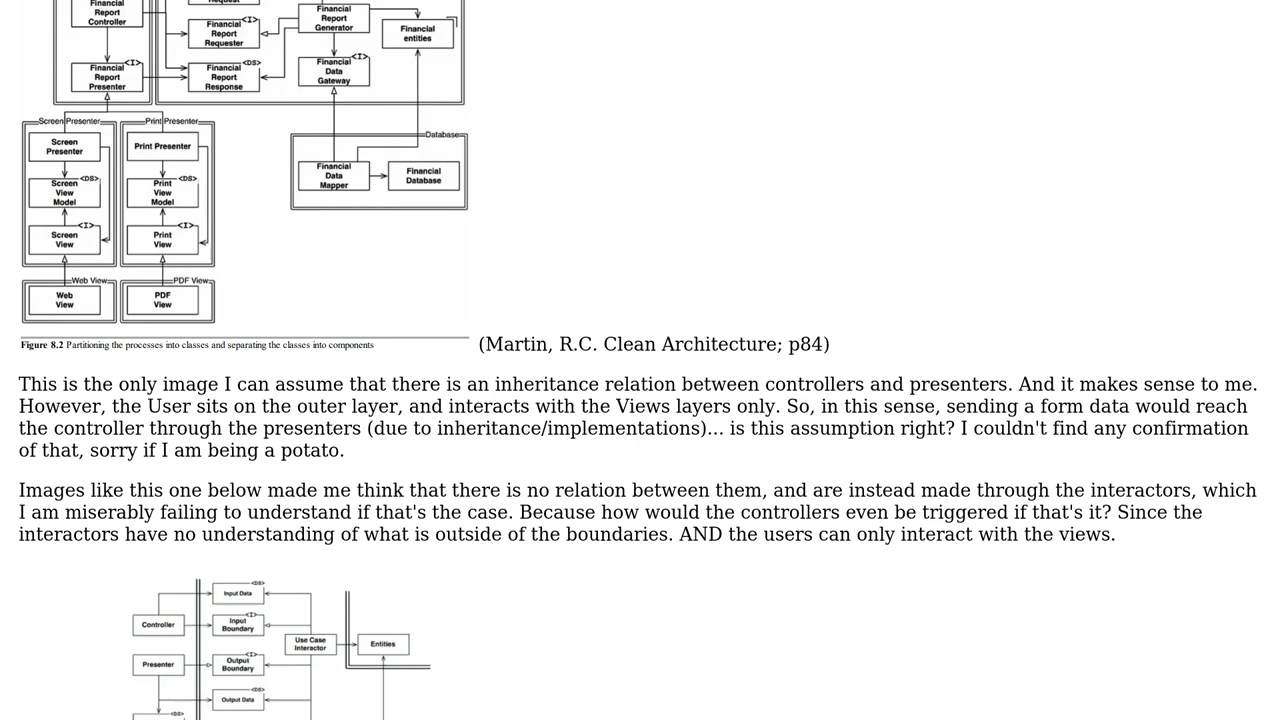 Financial
Report
Controller
Request
Financial <I>
Report
Requester
Financial
Report
Generator
Financial
entities
Financial <I>
Report
Presenter
Financial <DS>
Report
Response
Financial <I>
Data
Gateway
Screen Presenter
Print Presenter
Database
Screen
Presenter
Print Presenter
Financial
Data
Mapper
Financial
Database
<DS>
Screen
View
Model
<DS>
Print
View
Model
<I>
Screen
View
<I>
Print
View
Web View
PDF View
Web
View
PDF
View
Figure 8.2 Partitioning the processes into classes and separating the classes into components
(Martin, R.C. Clean Architecture; p84)
This is the only image I can assume that there is an inheritance relation between controllers and presenters. And it makes sense to me.
However, the User sits on the outer layer, and interacts with the Views layers only. So, in this sense, sending a form data would reach
the controller through the presenters (due to inheritance/implementations)... is this assumption right? I couldn't find any confirmation
of that, sorry if I am being a potato.
Images like this one below made me think that there is no relation between them, and are instead made through the interactors, which
I am miserably failing to understand if that's the case. Because how would the controllers even be triggered if that's it? Since the
interactors have no understanding of what is outside of the boundaries. AND the users can only interact with the views.
<DS>
Input Data
Controller
<I>
Input
Boundary
Use Case
Interactor
Entities
Presenter
<I>
Output
Boundary
<DS>
Output Data
<DS>